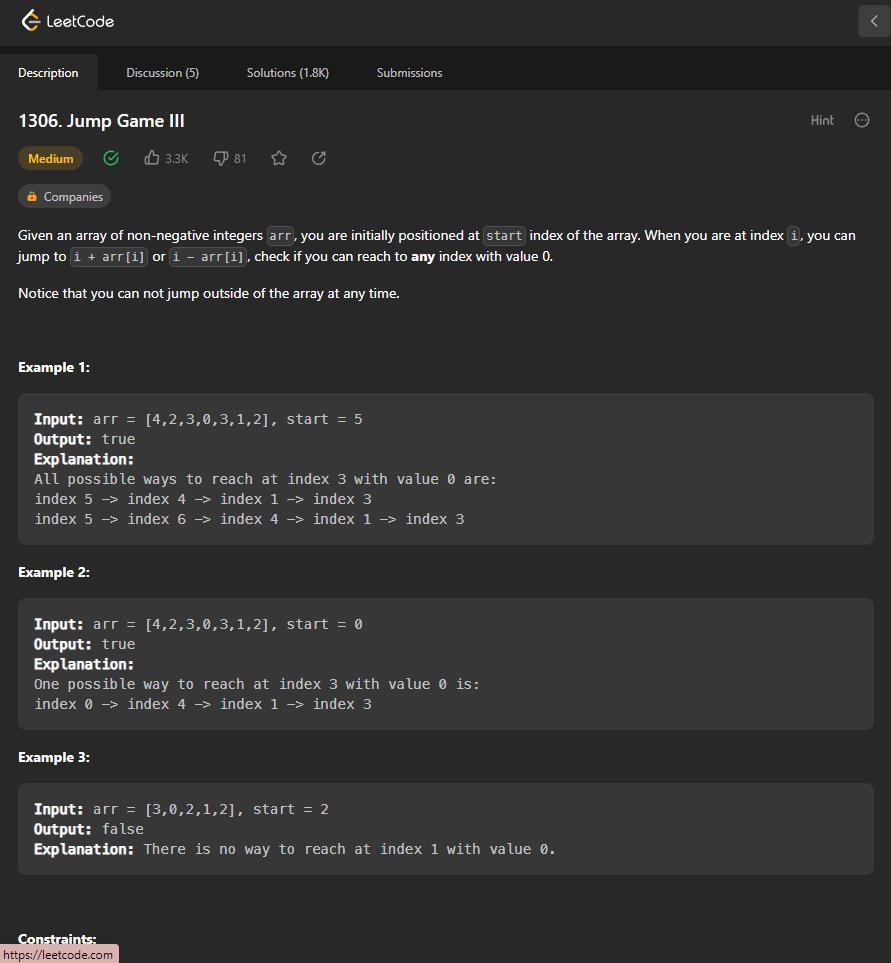 LeetCode
Description Discussion (5) Solutions (1.8K) Submissions
1306. Jump Game III Hint
Medium 3.3K 81
Companies
Given an array of non-negative integers arr, you are initially positioned at start index of the array. When you are at index i, you can
jump to i + arr[i] or i - arr[i], check if you can reach to any index with value 0.
Notice that you can not jump outside of the array at any time.
Example 1:
Input: arr = [4,2,3,0,3,1,2], start = 5
Output: true
Explanation:
All possible ways to reach at index 3 with value 0 are:
index 5 -> index 4 -> index 1 -> index 3
index 5 -> index 6 -> index 4 -> index 1 -> index 3
Example 2:
Input: arr = [4,2,3,0,3,1,2], start = 0
Output: true
Explanation:
One possible way to reach at index 3 with value 0 is:
index 0 -> index 4 -> index 1 -> index 3
Example 3:
Input: arr = [3,0,2,1,2], start = 2
Output: false
Explanation: There is no way to reach at index 1 with value 0.
Constraints:
https://leetcode.com